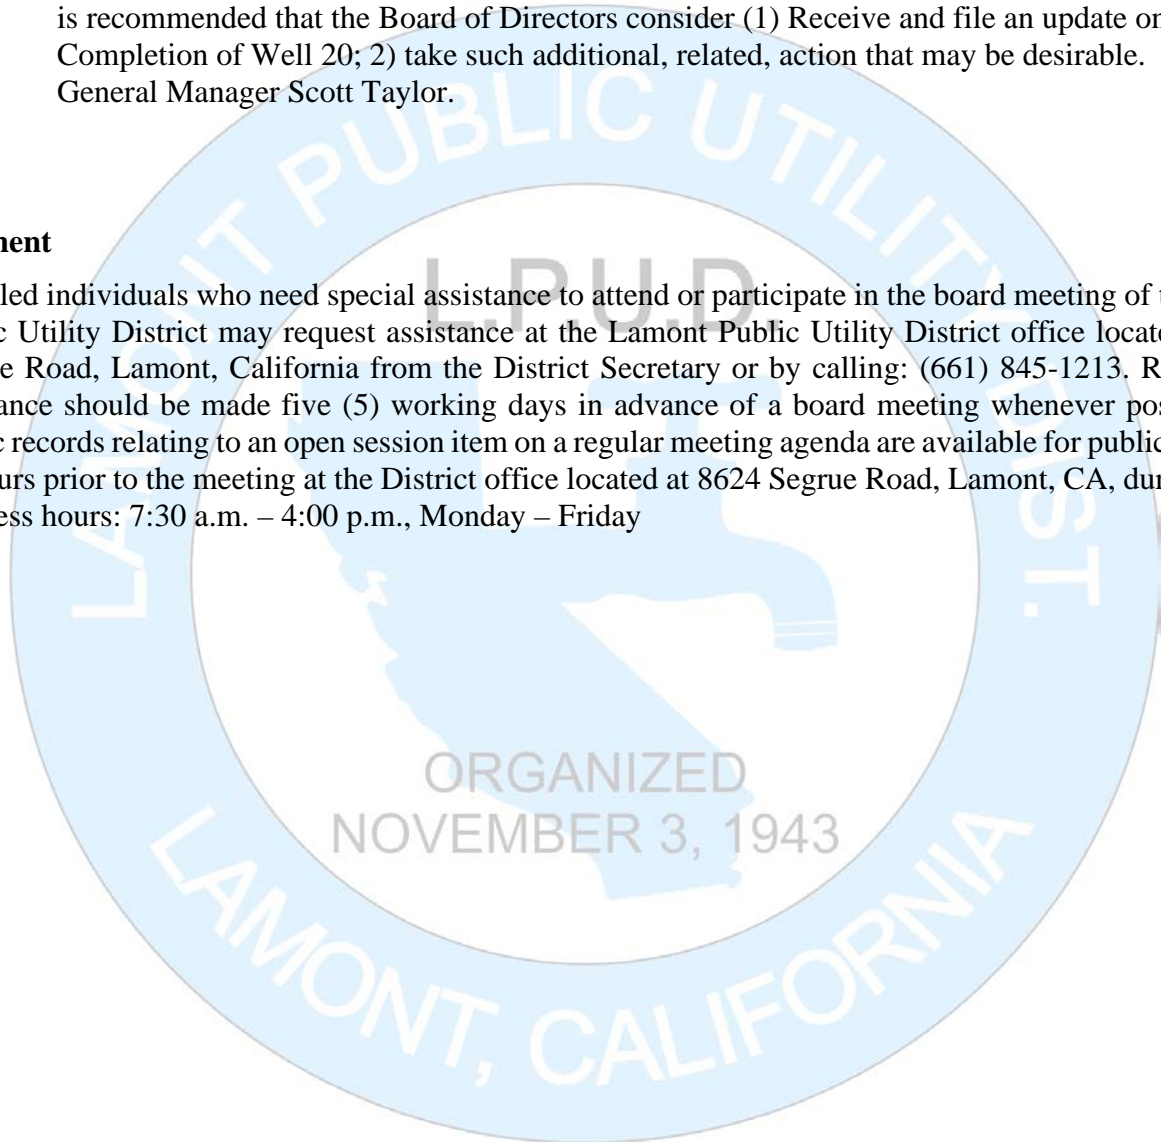 is recommended that the Board of Directors consider (1) Receive and file an update on
Completion of Well 20; 2) take such additional, related, action that may be desirable.
General Manager Scott Taylor.
LAMONT PUBLIC UTILITY DIST.
L.P.U.D.
ment
led individuals who need special assistance to attend or participate in the board meeting of t
c Utility District may request assistance at the Lamont Public Utility District office locate
e Road, Lamont, California from the District Secretary or by calling: (661) 845-1213. R
ance should be made five (5) working days in advance of a board meeting whenever pos
c records relating to an open session item on a regular meeting agenda are available for public
urs prior to the meeting at the District office located at 8624 Segrue Road, Lamont, CA, dur
ess hours: 7:30 a.m. – 4:00 p.m., Monday – Friday
ORGANIZED
NOVEMBER 3, 1943
LAMONT, CALIFORNIA